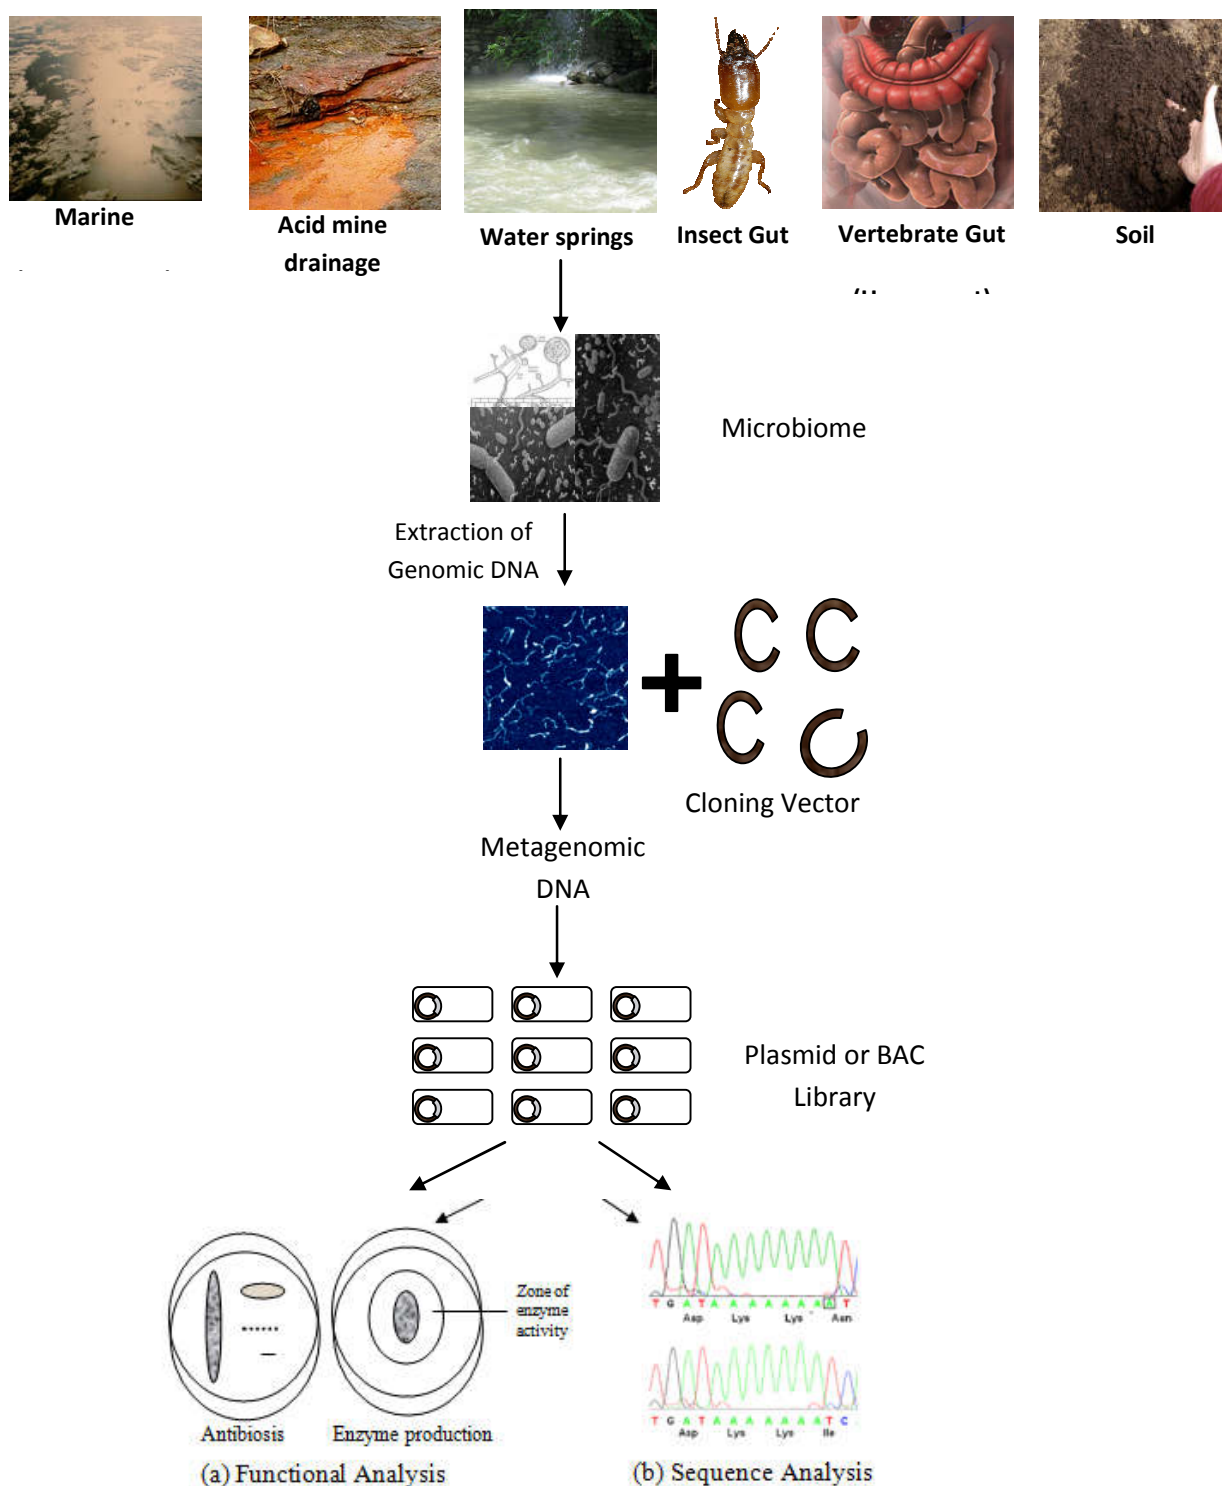 Marine
Acid mine
drainage
Water springs
Insect Gut
Vertebrate Gut
Soil
Microbiome
Extraction of
Genomic DNA
Cloning Vector
Metagenomic
DNA
Plasmid or BAC
Library
Zone of
enzyme
activity
Antibiosis
Enzyme production
(a) Functional Analysis
T G A T A A A A A A A A T
Asp Lys Lys Asn
T G A T A A A A A A A T C
Asp Lys Lys Ile
(b) Sequence Analysis